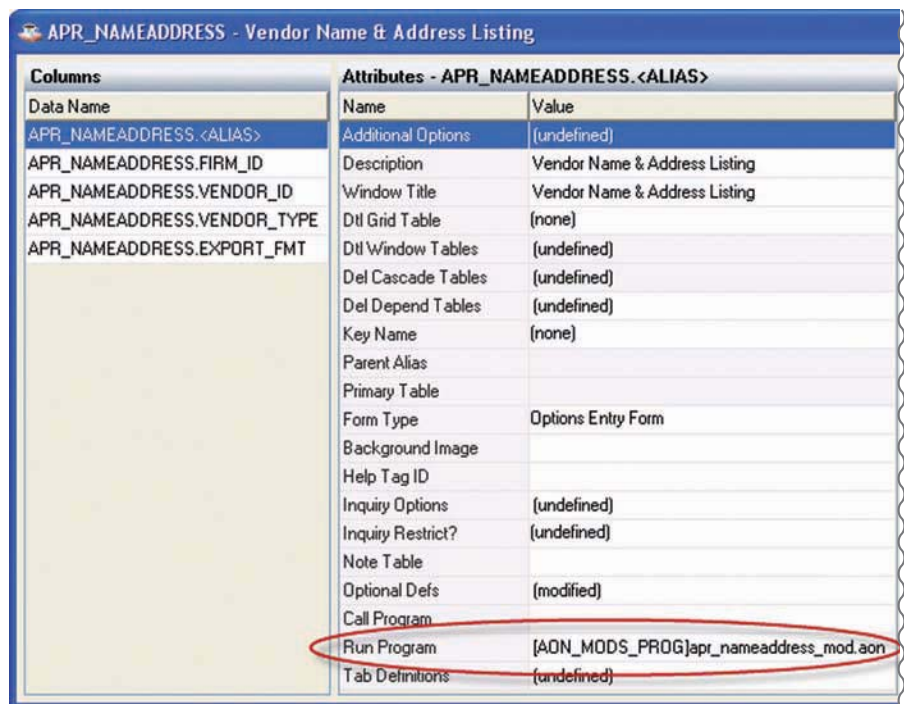 APR_NAMEADDRESS - Vendor Name & Address Listing
Columns
Data Name
APR_NAMEADDRESS.<ALIAS>
APR_NAMEADDRESS.FIRM_ID
APR_NAMEADDRESS.VENDOR_ID
APR_NAMEADDRESS.VENDOR_TYPE
APR_NAMEADDRESS.EXPORT_FMT
Attributes - APR_NAMEADDRESS.<ALIAS>
Name Value
Additional Options (undefined)
Description Vendor Name & Address Listing
Window Title Vendor Name & Address Listing
Dtl Grid Table (none)
Dtl Window Tables (undefined)
Del Cascade Tables (undefined)
Del Depend Tables (undefined)
Key Name (none)
Parent Alias
Primary Table
Form Type Options Entry Form
Background Image
Help Tag ID
Inquiry Options (undefined)
Inquiry Restrict? (undefined)
Note Table
Optional Defs (modified)
Call Program
Run Program [AON_MODS_PROG]apr_nameaddress_mod.aon
Tab Definitions (undefined)